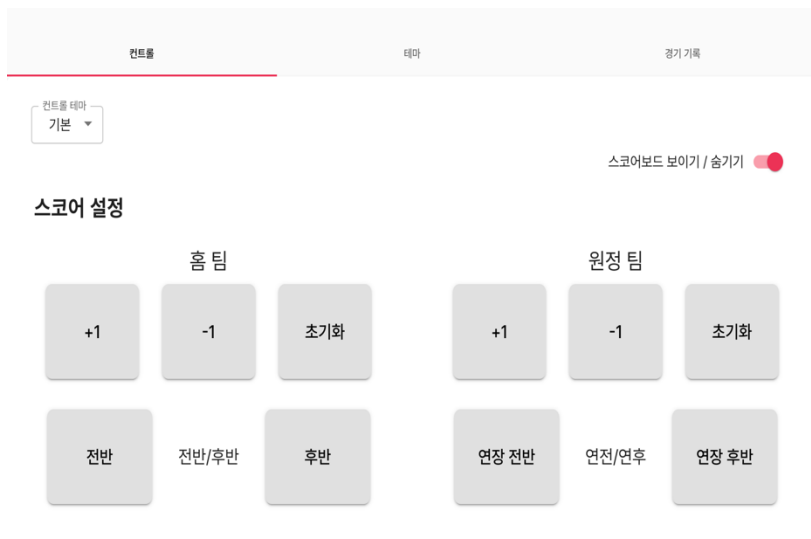 컨트롤 테마 경기 기록
컨트롤 테마
기본
스코어보드 보이기 / 숨기기
스코어 설정
홈 팀 원정 팀
+1 -1 초기화 +1 -1 초기화
전반 전반/후반 후반 연장 전반 연전/연후 연장 후반